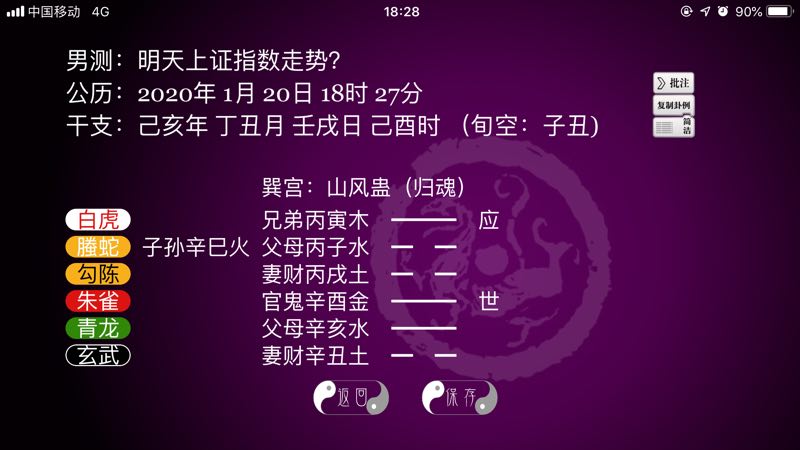 中国移动 4G 18:28 90%
男测：明天上证指数走势？
公历：2020年 1月 20日 18时 27分
干支：己亥年 丁丑月 壬戌日 己酉时 （旬空：子丑）
批注
复制卦例
简洁
巽宫：山风蛊（归魂）
白虎 兄弟丙寅木 应
螣蛇 子孙辛巳火 父母丙子水
勾陈 妻财丙戌土
朱雀 官鬼辛酉金 世
青龙 父母辛亥水
玄武 妻财辛丑土
返回 保存